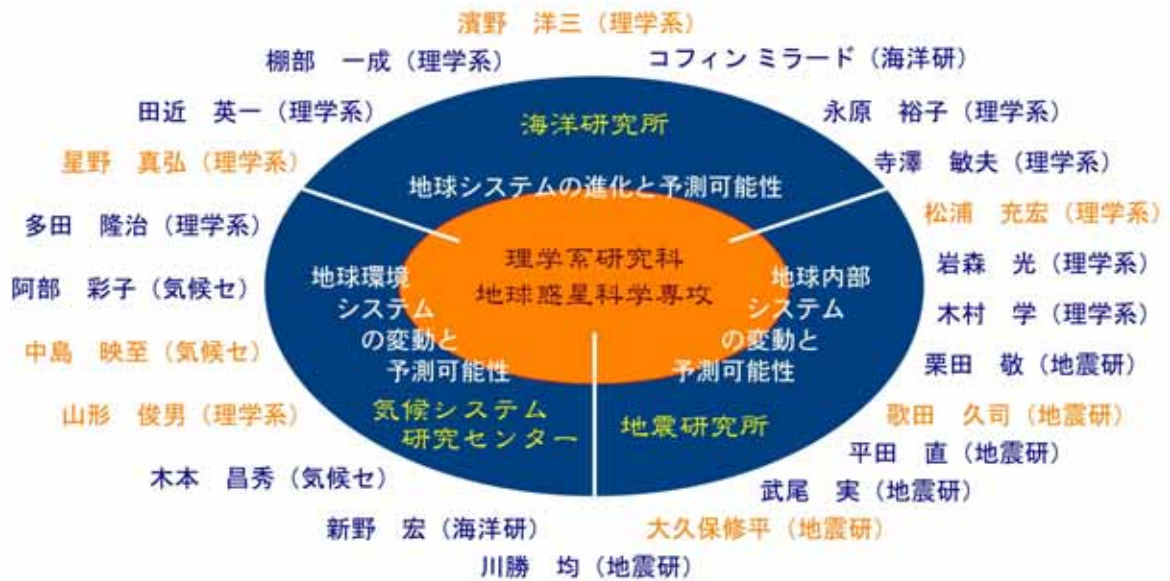 濱野　洋三（理学系）
棚部　一成（理学系）
コフィン ミラード（海洋研）
田近　英一（理学系）
海洋研究所
永原　裕子（理学系）
星野　真弘（理学系）
地球システムの進化と予測可能性
寺澤　敏夫（理学系）
多田　隆治（理学系）
松浦　充宏（理学系）
理学系研究科
地球惑星科学専攻
地球環境
システム
の変動と
予測可能性
地球内部
システム
の変動と
予測可能性
岩森　光（理学系）
阿部　彩子（気候セ）
木村　学（理学系）
中島　映至（気候セ）
栗田　敬（地震研）
山形　俊男（理学系）
気候システム
研究センター
地震研究所
歌田　久司（地震研）
平田　直（地震研）
木本　昌秀（気候セ）
武尾　実（地震研）
新野　宏（海洋研）
大久保修平（地震研）
川勝　均（地震研）